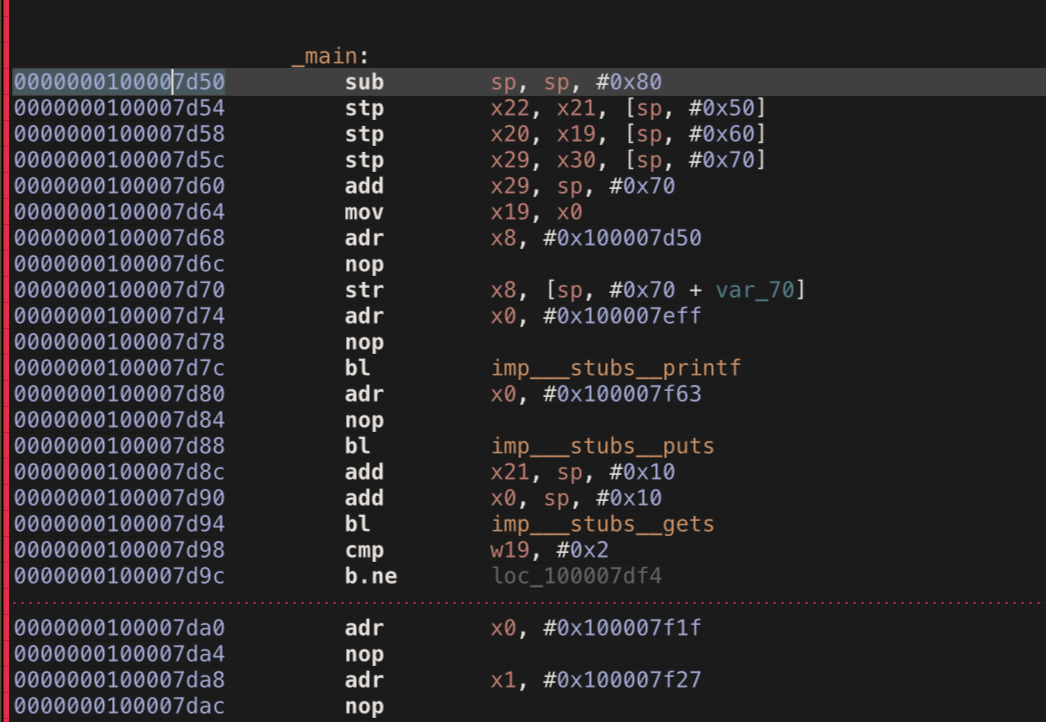 _main:
0000000100007d50 sub sp, sp, #0x80
0000000100007d54 stp x22, x21, [sp, #0x50]
0000000100007d58 stp x20, x19, [sp, #0x60]
0000000100007d5c stp x29, x30, [sp, #0x70]
0000000100007d60 add x29, sp, #0x70
0000000100007d64 mov x19, x0
0000000100007d68 adr x8, #0x100007d50
0000000100007d6c nop
0000000100007d70 str x8, [sp, #0x70 + var_70]
0000000100007d74 adr x0, #0x100007eff
0000000100007d78 nop
0000000100007d7c bl imp___stubs__printf
0000000100007d80 adr x0, #0x100007f63
0000000100007d84 nop
0000000100007d88 bl imp___stubs__puts
0000000100007d8c add x21, sp, #0x10
0000000100007d90 add x0, sp, #0x10
0000000100007d94 bl imp___stubs__gets
0000000100007d98 cmp w19, #0x2
0000000100007d9c b.ne loc_100007df4
0000000100007da0 adr x0, #0x100007f1f
0000000100007da4 nop
0000000100007da8 adr x1, #0x100007f27
0000000100007dac nop